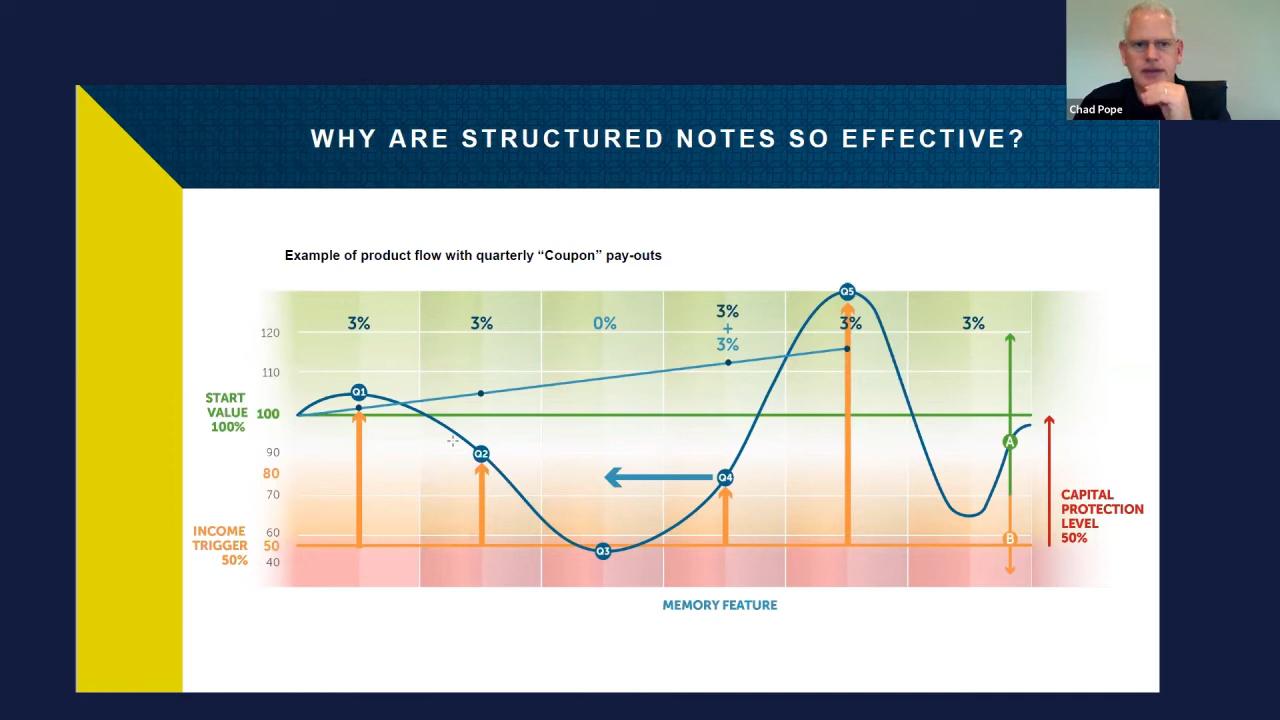 Chad Pope
WHY ARE STRUCTURED NOTES SO EFFECTIVE?
Example of product flow with quarterly “Coupon” pay-outs
3%
3%
0%
3%
+
3%
3%
3%
120
110
START
VALUE
100%
100
90
80
70
60
50
40
INCOME
TRIGGER
50%
Q1
Q2
Q3
Q4
Q5
A
B
CAPITAL
PROTECTION
LEVEL
50%
MEMORY FEATURE